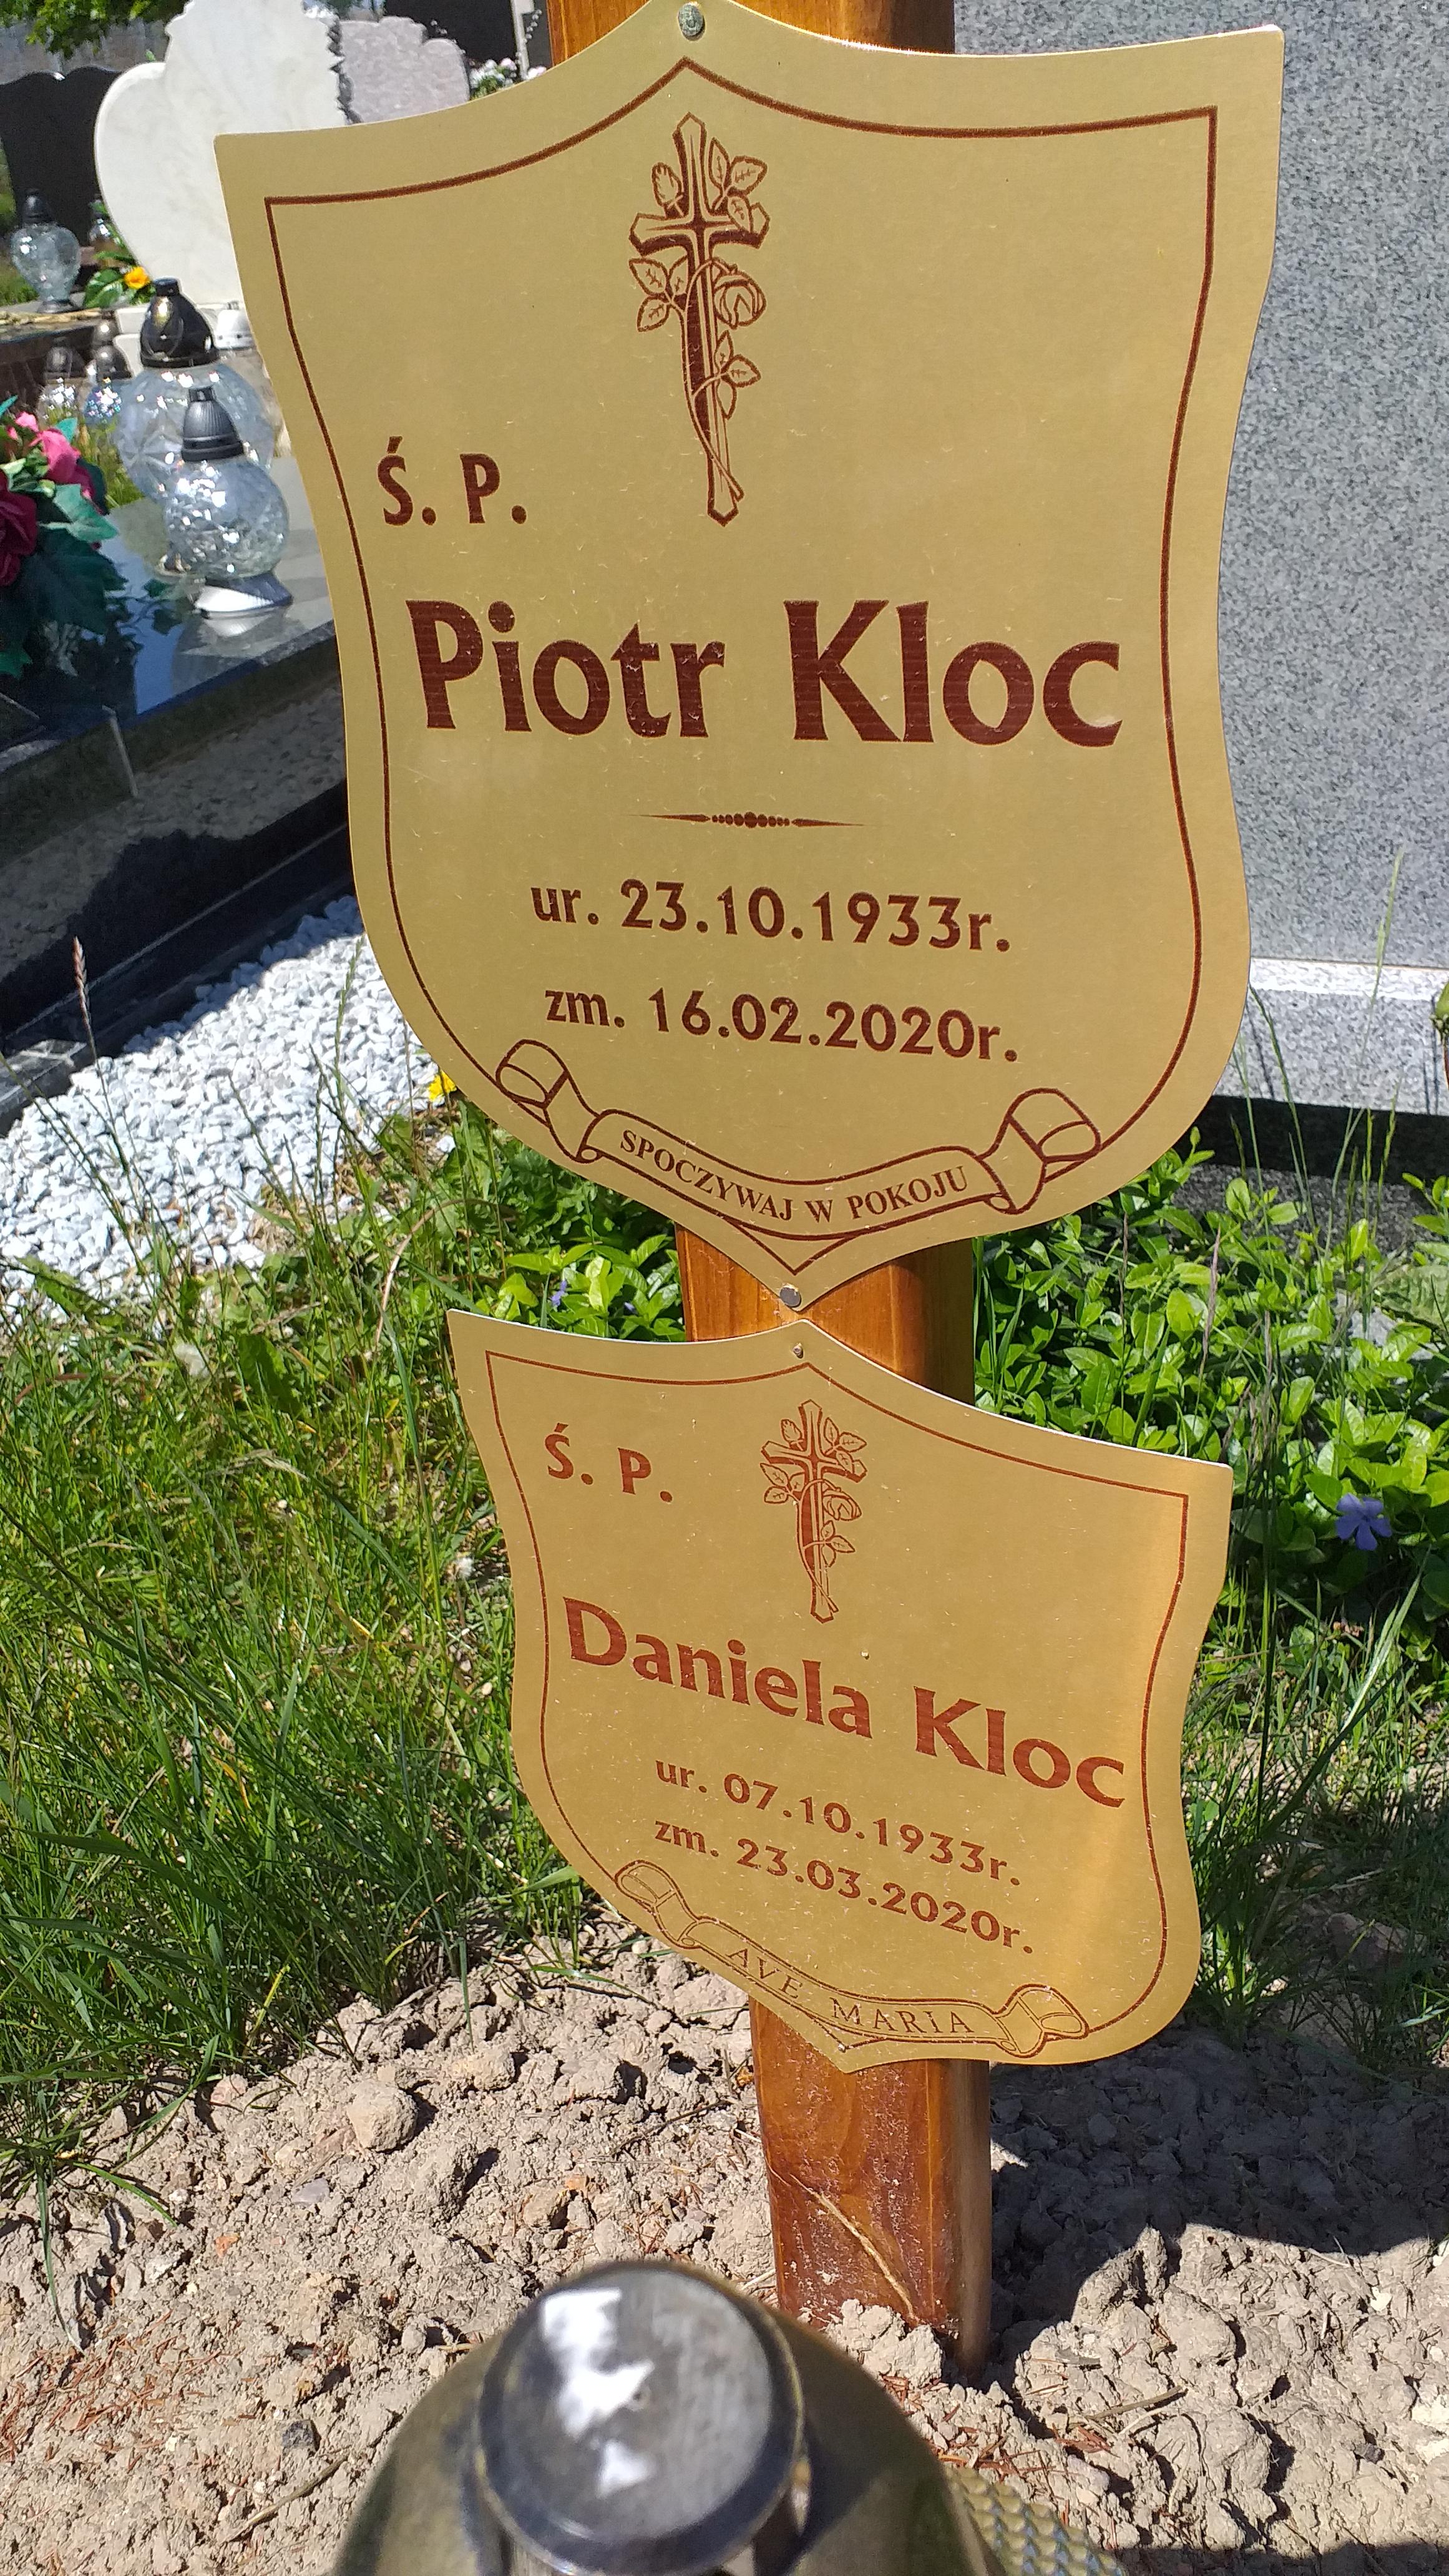 Ś. P.
Piotr Kloc
ur. 23.10.1933r.
zm. 16.02.2020r.
SPOCZYWAJ W POKOJU
Ś. P.
Daniela Kloc
ur. 07.10.1933r.
zm. 23.03.2020r.
AVE MARIA